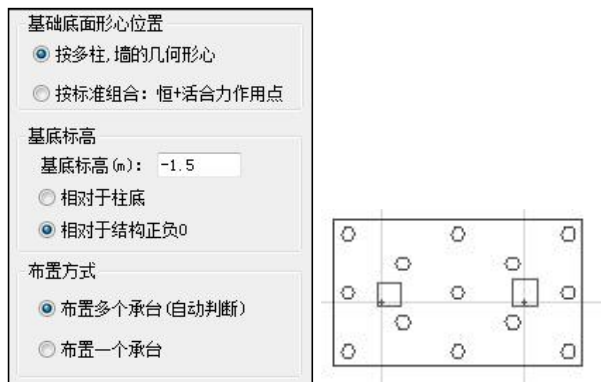 基础底面形心位置
按多柱,墙的几何形心
按标准组合：恒+活合力作用点
基底标高
基底标高(m)： -1.5
相对于柱底
相对于结构正负0
布置方式
布置多个承台(自动判断)
布置一个承台